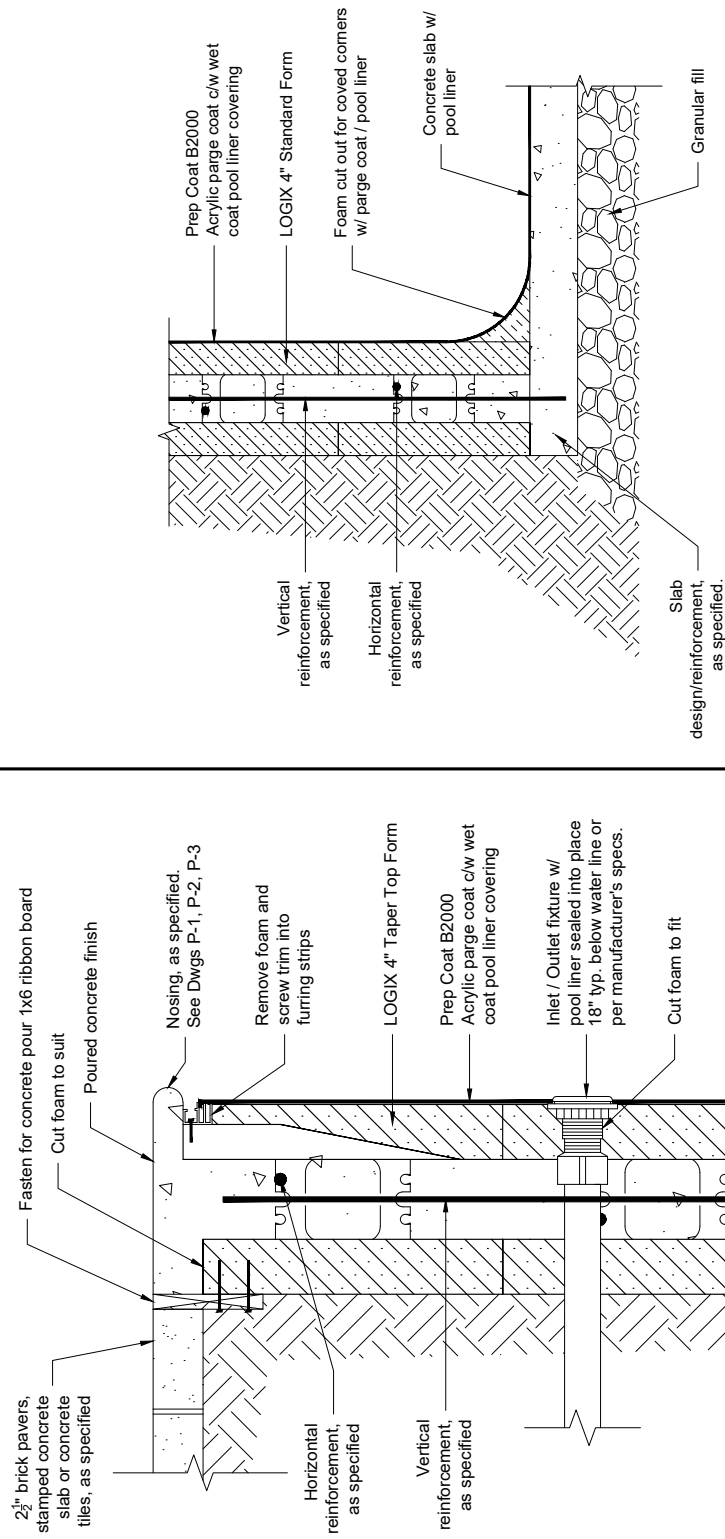 2½" brick pavers,
stamped concrete
slab or concrete
tiles, as specified
Fasten for concrete pour 1x6 ribbon board
Cut foam to suit
Poured concrete finish
Nosing, as specified.
See Dwgs P-1, P-2, P-3
Remove foam and
screw trim into
furring strips
LOGIX 4" Taper Top Form
Prep Coat B2000
Acrylic parge coat c/w wet
coat pool liner covering
Inlet / Outlet fixture w/
pool liner sealed into place
18" typ. below water line or
per manufacturer's specs.
Cut foam to fit
Horizontal
reinforcement,
as specified
Vertical
reinforcement,
as specified
Prep Coat B2000
Acrylic parge coat c/w wet
coat pool liner covering
LOGIX 4" Standard Form
Foam cut out for coved corners
w/ parge coat / pool liner
Concrete slab w/
pool liner
Granular fill
Vertical
reinforcement,
as specified
Horizontal
reinforcement,
as specified
Slab
design/reinforcement,
as specified.